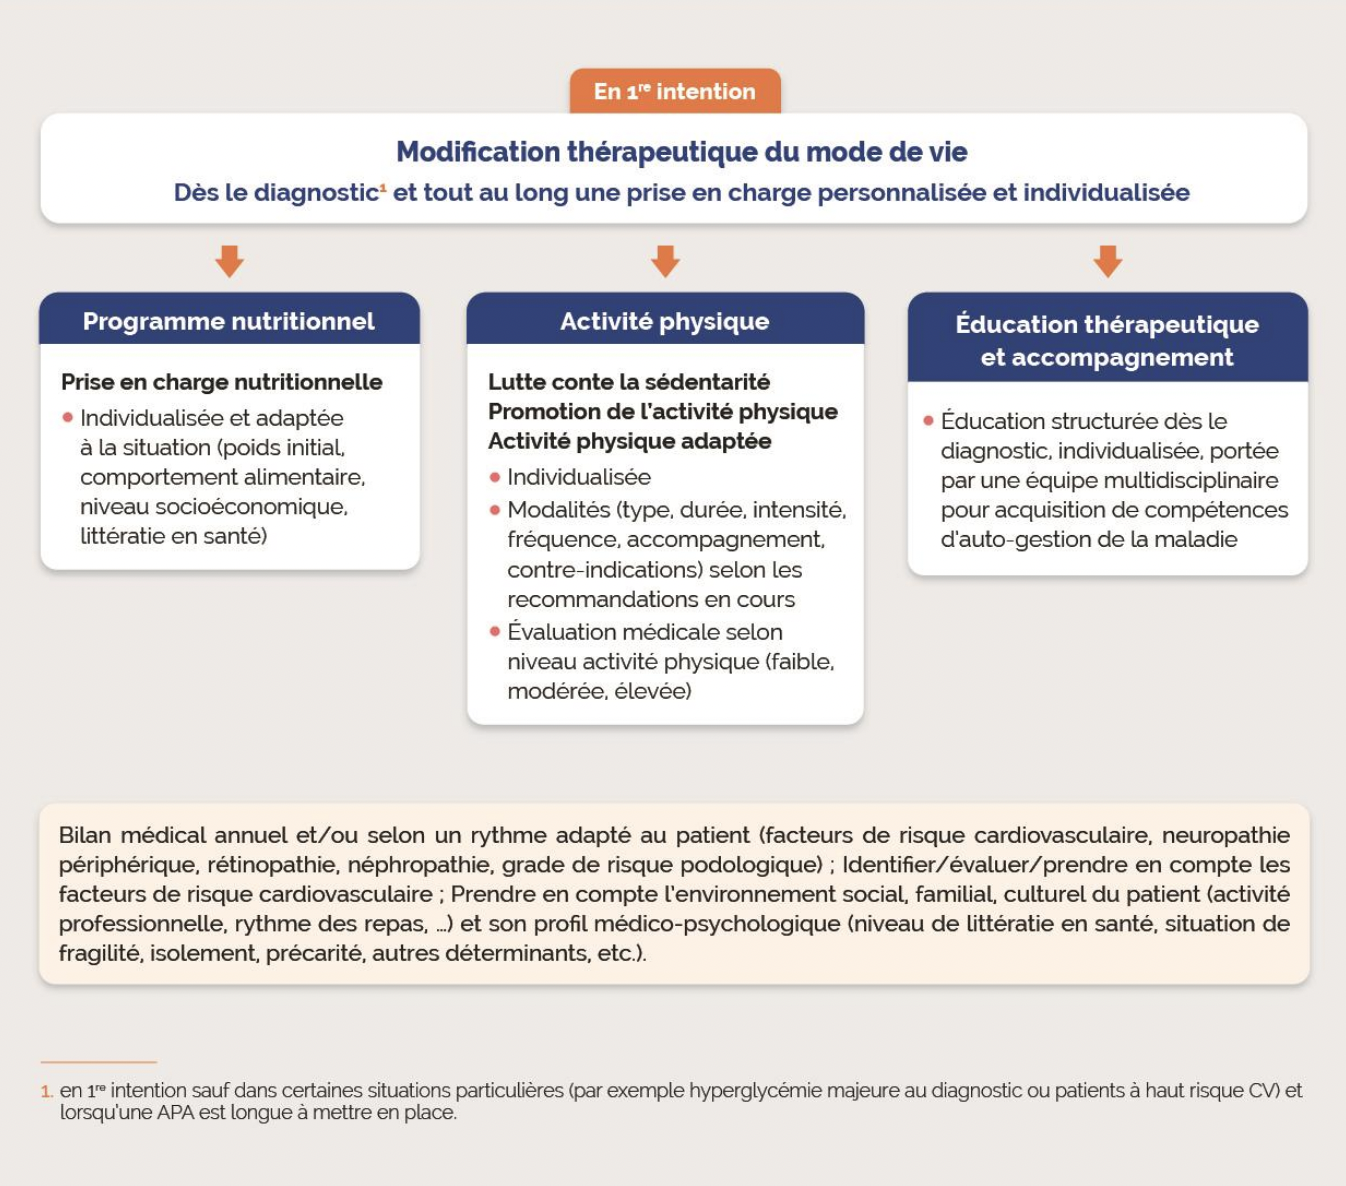 En 1re intention
Modification thérapeutique du mode de vie
Dès le diagnostic1 et tout au long une prise en charge personnalisée et individualisée
Programme nutritionnel
Prise en charge nutritionnelle
• Individualisée et adaptée
à la situation (poids initial,
comportement alimentaire,
niveau socioéconomique,
littératie en santé)
Activité physique
Lutte conte la sédentarité
Promotion de l'activité physique
Activité physique adaptée
• Individualisée
• Modalités (type, durée, intensité,
fréquence, accompagnement,
contre-indications) selon les
recommandations en cours
• Évaluation médicale selon
niveau activité physique (faible,
modérée, élevée)
Éducation thérapeutique
et accompagnement
• Éducation structurée dès le
diagnostic, individualisée, portée
par une équipe multidisciplinaire
pour acquisition de compétences
d'auto-gestion de la maladie
Bilan médical annuel et/ou selon un rythme adapté au patient (facteurs de risque cardiovasculaire, neuropathie
périphérique, rétinopathie, néphropathie, grade de risque podologique) ; Identifier/évaluer/prendre en compte les
facteurs de risque cardiovasculaire ; Prendre en compte l'environnement social, familial, culturel du patient (activité
professionnelle, rythme des repas, …) et son profil médico-psychologique (niveau de littératie en santé, situation de
fragilité, isolement, précarité, autres déterminants, etc.).
1. en 1re intention sauf dans certaines situations particulières (par exemple hyperglycémie majeure au diagnostic ou patients à haut risque CV) et
lorsqu'une APA est longue à mettre en place.